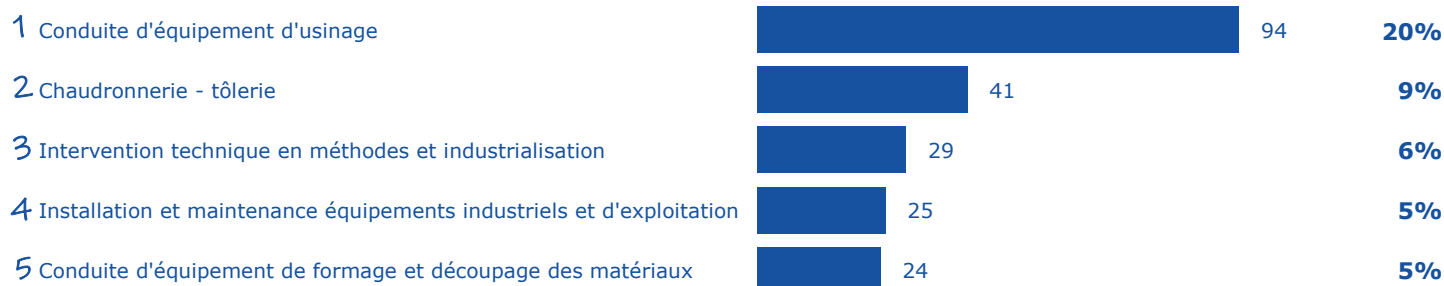 1 Conduite d'équipement d'usinage 94 20%
2 Chaudronnerie - tôlerie 41 9%
3 Intervention technique en méthodes et industrialisation 29 6%
4 Installation et maintenance équipements industriels et d'exploitation 25 5%
5 Conduite d'équipement de formage et découpage des matériaux 24 5%